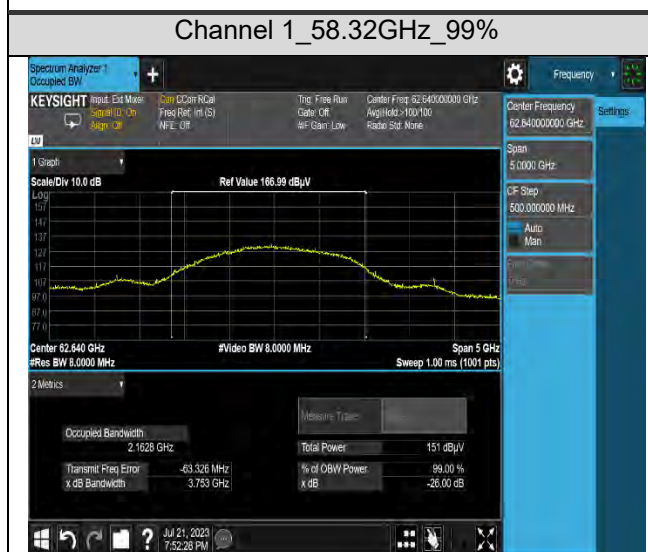 Channel 1_58.32GHz_99%
Spectrum Analyzer 1
Occupied BW
Frequency
KEYSIGHT Input: Ext Mixer Corr CCorr RCal Trig: Free Run Center Freq: 62.640000000 GHz
Signal ID: On Freq Ref: Int (S) Gate: Off Avg|Hold:>100/100
Align: Off NFE: Off #IF Gain: Low Radio Std: None
LNI
Center Frequency
62.640000000 GHz
Settings
Span
5.0000 GHz
CF Step
500.000000 MHz
Auto
Man
1 Graph
Scale/Div 10.0 dB Ref Value 166.99 dBµV
Log
157
147
137
127
117
107
97.0
87.0
77.0
Center 62.640 GHz #Video BW 8.0000 MHz Span 5 GHz
#Res BW 8.0000 MHz Sweep 1.00 ms (1001 pts)
2 Metrics
Measure Trace
Occupied Bandwidth
2.1628 GHz Total Power 151 dBµV
Transmit Freq Error -63.326 MHz % of OBW Power 99.00 %
x dB Bandwidth 3.753 GHz x dB -26.00 dB
? Jul 21, 2023
7:52:28 PM